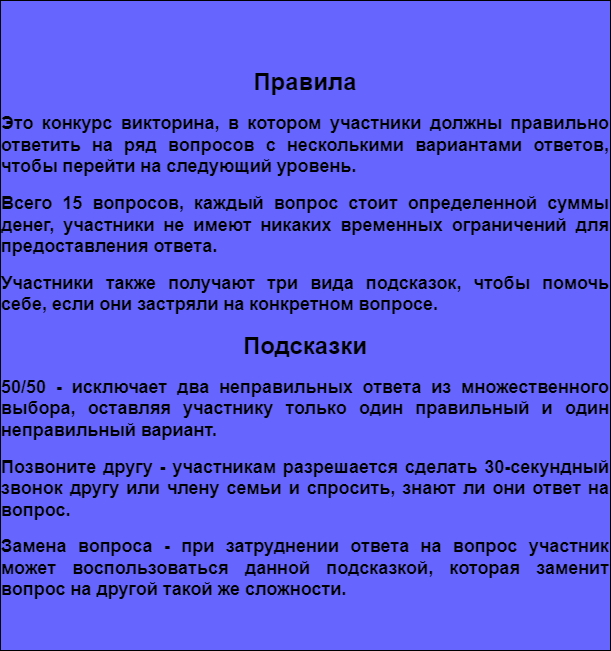 Правила
Это конкурс викторина, в котором участники должны правильно
ответить на ряд вопросов с несколькими вариантами ответов,
чтобы перейти на следующий уровень.
Всего 15 вопросов, каждый вопрос стоит определенной суммы
денег, участники не имеют никаких временных ограничений для
предоставления ответа.
Участники также получают три вида подсказок, чтобы помочь
себе, если они застряли на конкретном вопросе.
Подсказки
50/50 - исключает два неправильных ответа из множественного
выбора, оставляя участнику только один правильный и один
неправильный вариант.
Позвоните другу - участникам разрешается сделать 30-секундный
звонок другу или члену семьи и спросить, знают ли они ответ на
вопрос.
Замена вопроса - при затруднении ответа на вопрос участник
может воспользоваться данной подсказкой, которая заменит
вопрос на другой такой же сложности.